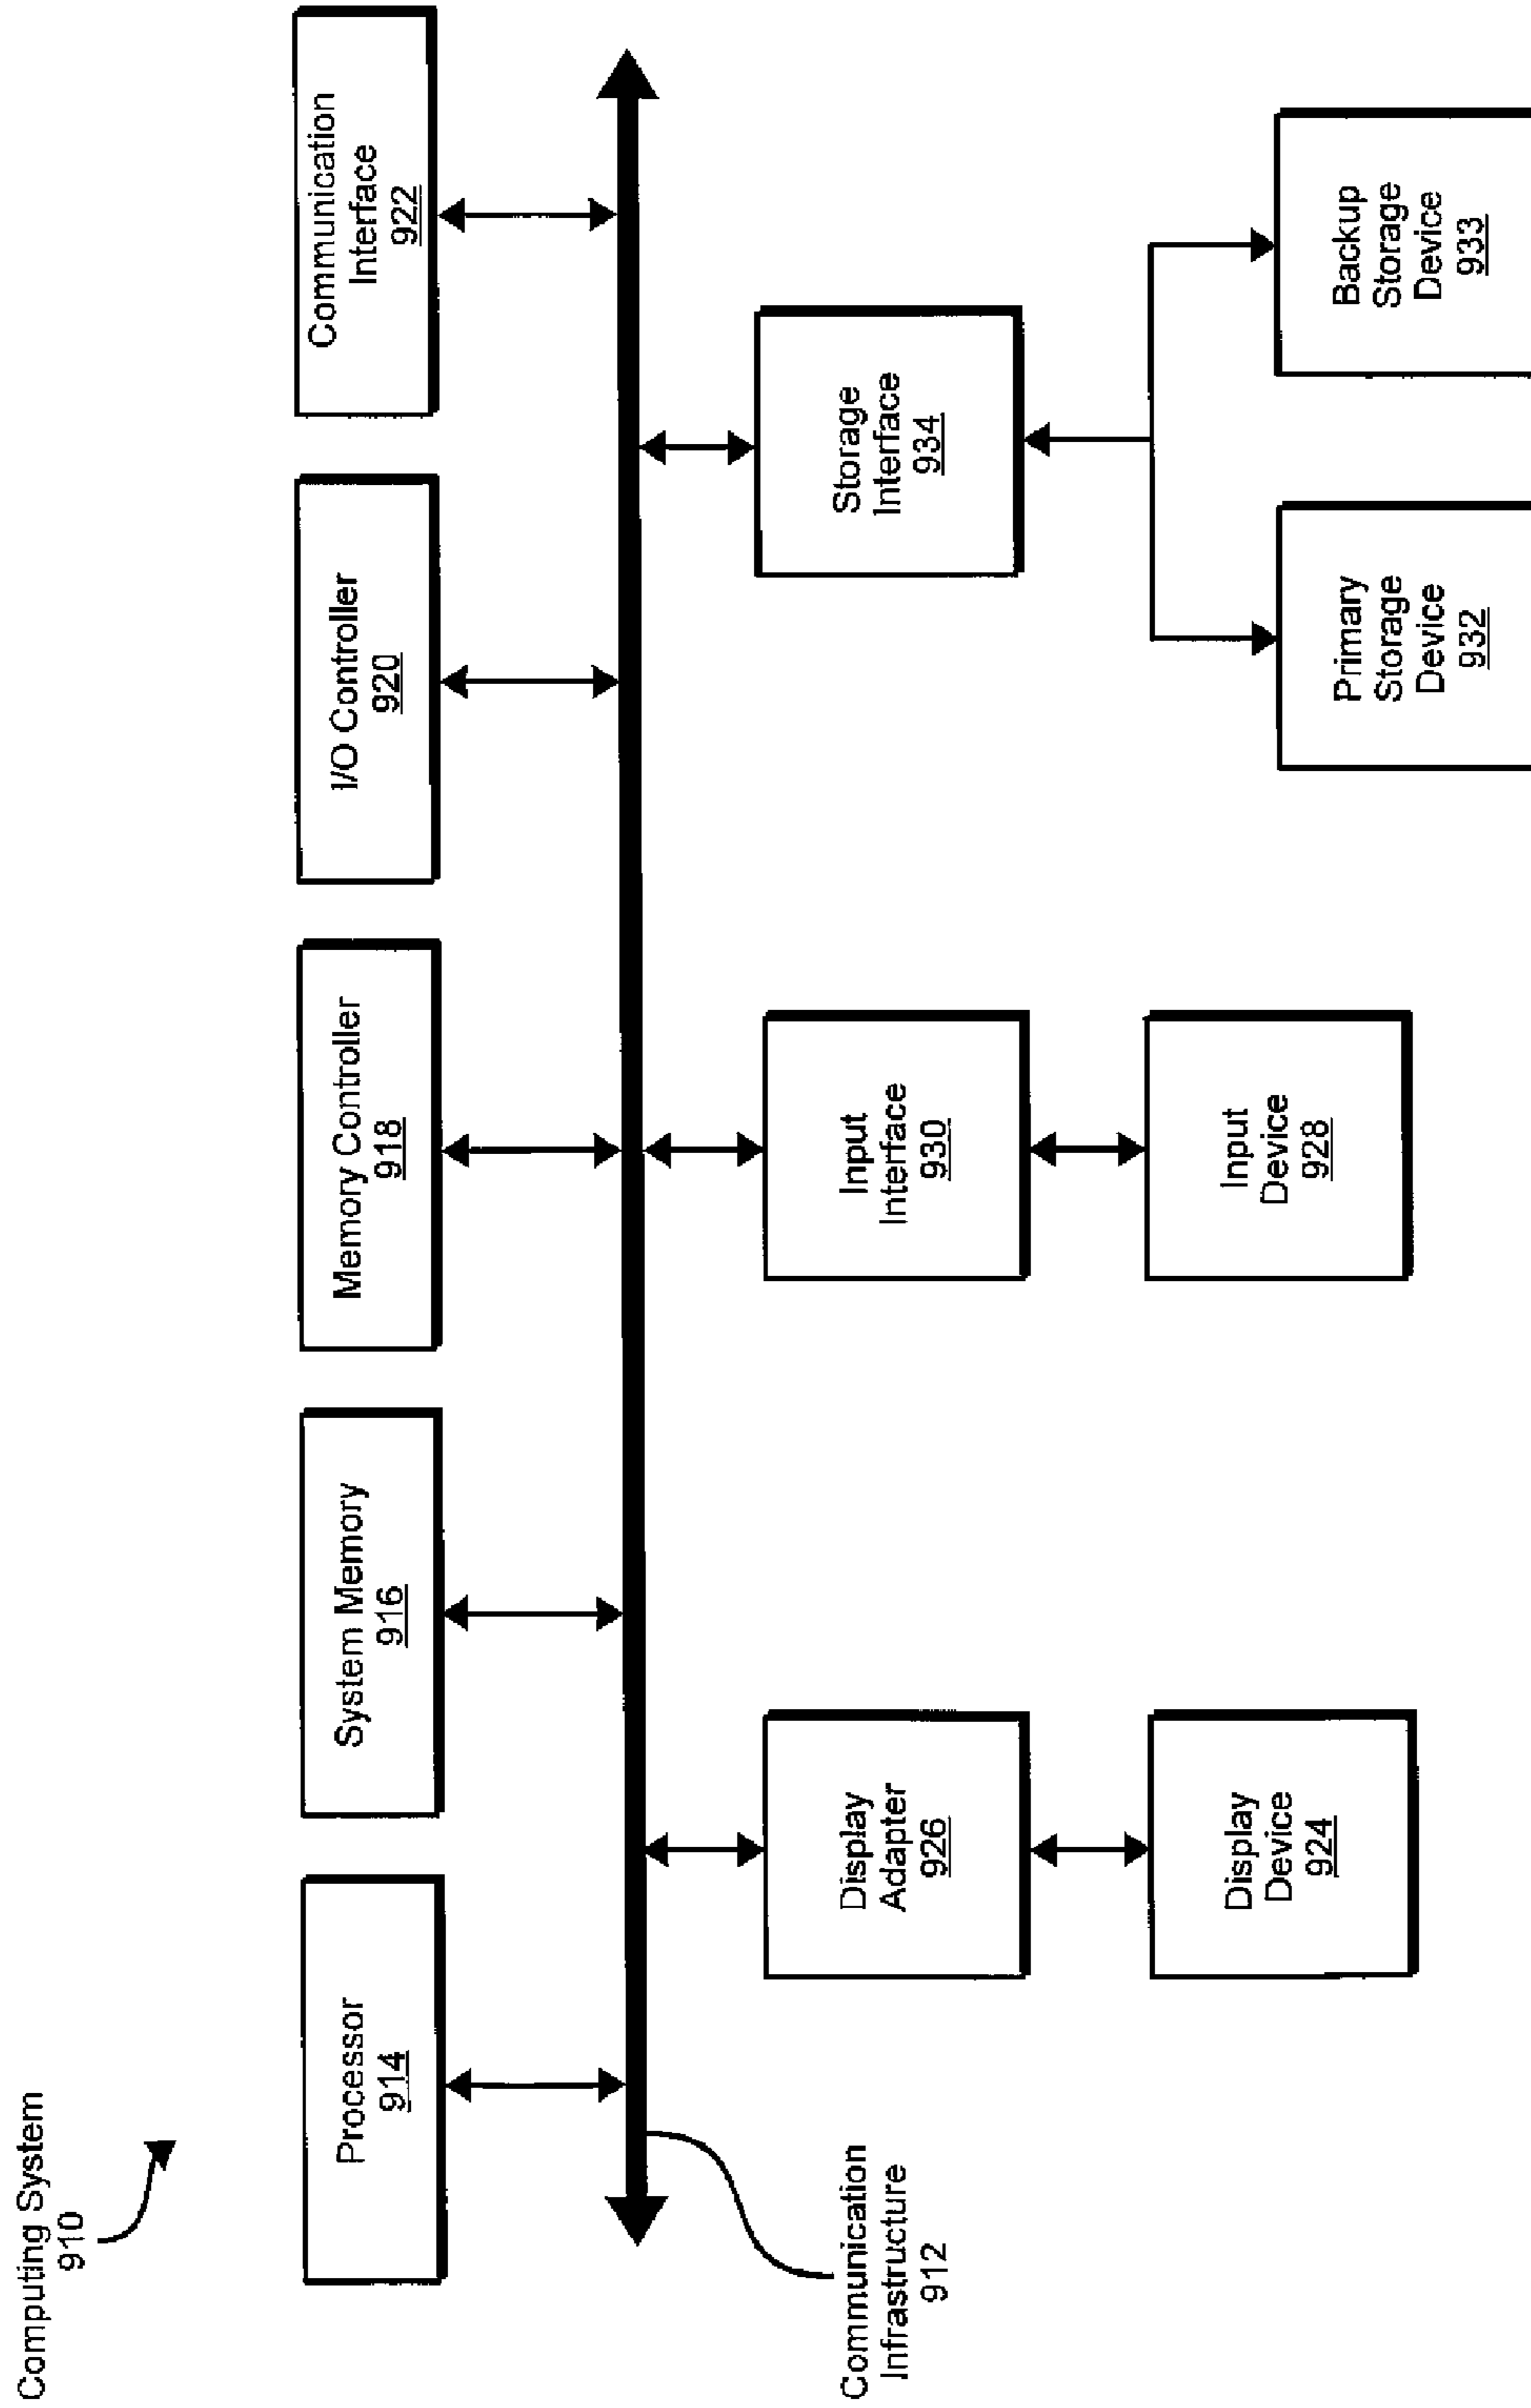 Computing System
910
Processor
914
System Memory
916
Memory Controller
918
I/O Controller
920
Communication
Interface
922
Communication
Infrastructure
912
Display
Adapter
926
Input
Interface
930
Storage
Interface
934
Display
Device
924
Input
Device
928
Primary
Storage
Device
932
Backup
Storage
Device
933